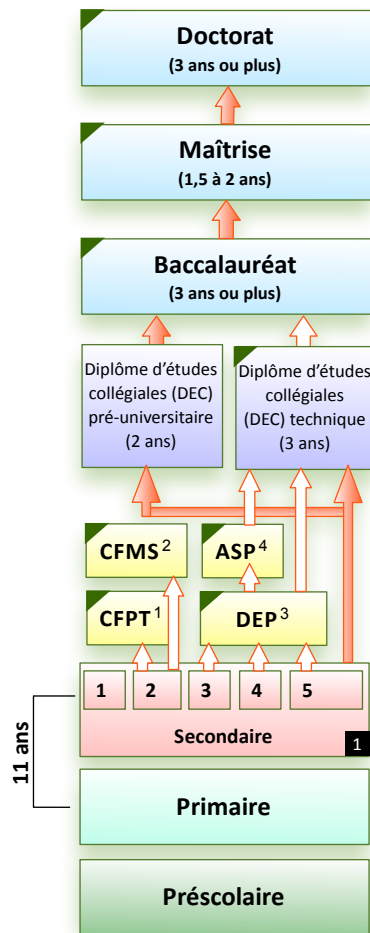 Doctorat
(3 ans ou plus)
Maîtrise
(1,5 à 2 ans)
Baccalauréat
(3 ans ou plus)
Diplôme d’études
collégiales (DEC)
pré-universitaire
(2 ans)
Diplôme d’études
collégiales
(DEC) technique
(3 ans)
CFMS2
ASP4
CFPT1
DEP3
1 2 3 4 5
Secondaire
1
11 ans
Primaire
Préscolaire